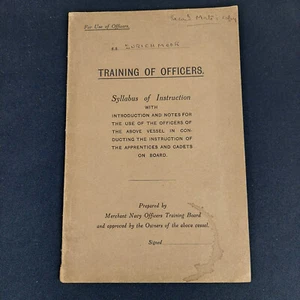 For Use of Officers.
TRAINING OF OFFICERS.
Syllabus of Instruction
WITH
INTRODUCTION AND NOTES FOR
THE USE OF THE OFFICERS OF
THE ABOVE VESSEL IN CON-
DUCTING THE INSTRUCTION OF
THE APPRENTICES AND CADETS
ON BOARD.
Prepared by
Merchant Navy Officers Training Board
and approved by the Owners of the above vessel.
Signed